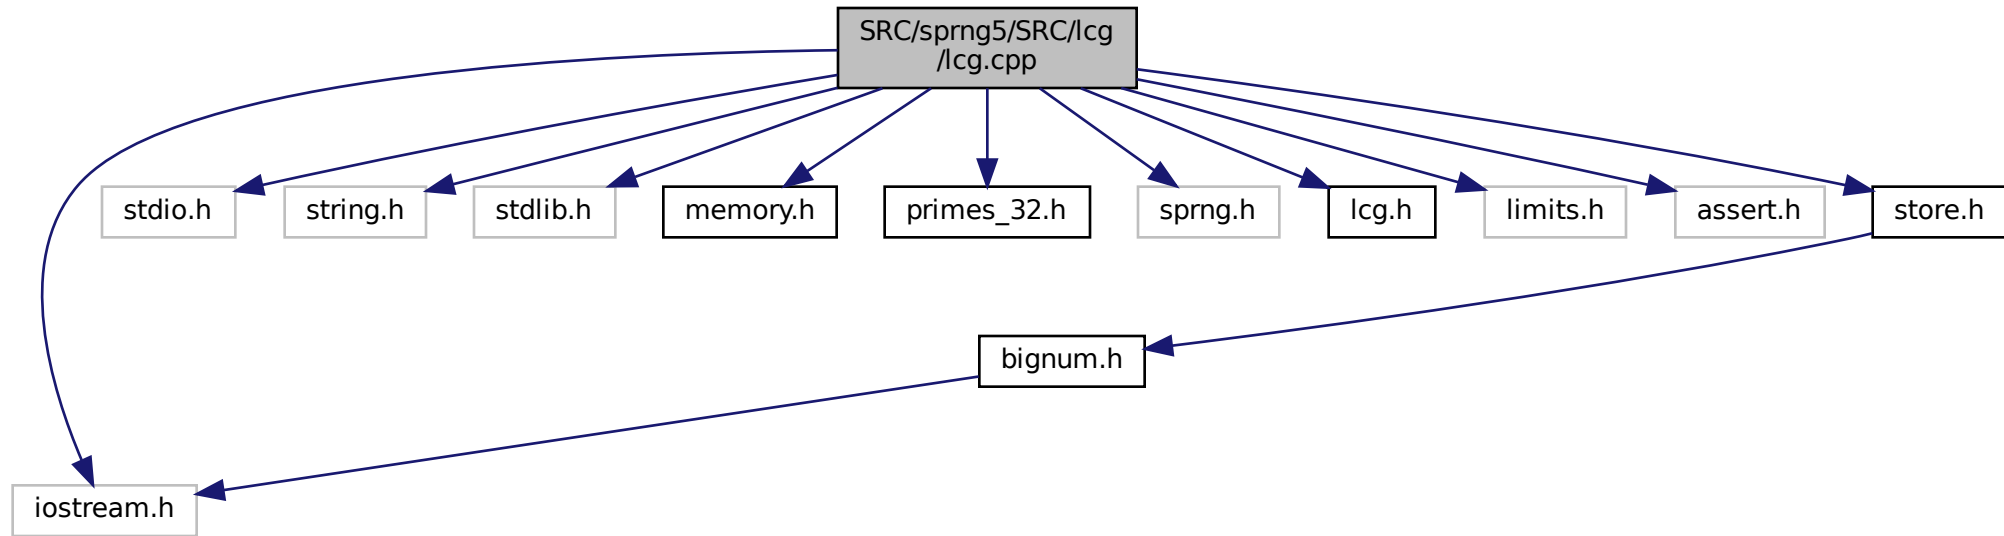 SRC/sprng5/SRC/lcg
/lcg.cpp
stdio.h
string.h
stdlib.h
memory.h
primes_32.h
sprng.h
lcg.h
limits.h
assert.h
store.h
bignum.h
iostream.h